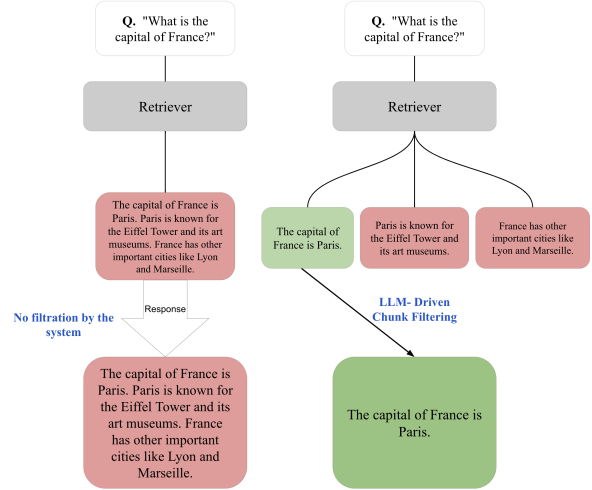 Q. "What is the
capital of France?"
Retriever
The capital of France is
Paris. Paris is known for
the Eiffel Tower and its art
museums. France has other
important cities like Lyon
and Marseille.
Response
No filtration by the
system
The capital of France is
Paris. Paris is known for
the Eiffel Tower and its
art museums. France
has other important
cities like Lyon and
Marseille.
Q. "What is the
capital of France?"
Retriever
The capital of
France is Paris.
Paris is known for
the Eiffel Tower and
its art museums.
France has other
important cities like
Lyon and Marseille.
LLM- Driven
Chunk Filtering
The capital of France is
Paris.